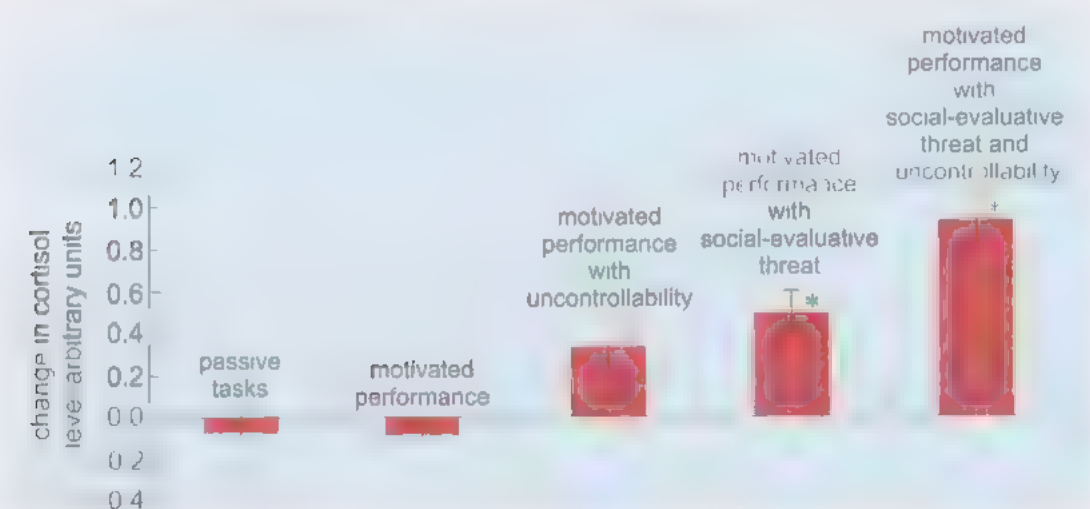 motivated
performance
with
social-evaluative
threat and
uncontrollability
motivated
performance
with
social-evaluative
threat
*
motivated
performance
with
uncontrollability
*
passive
tasks
motivated
performance
change in cortisol
level arbitrary units
1.2
1.0
0.8
0.6
0.4
0.2
0.0
0.2
0.4